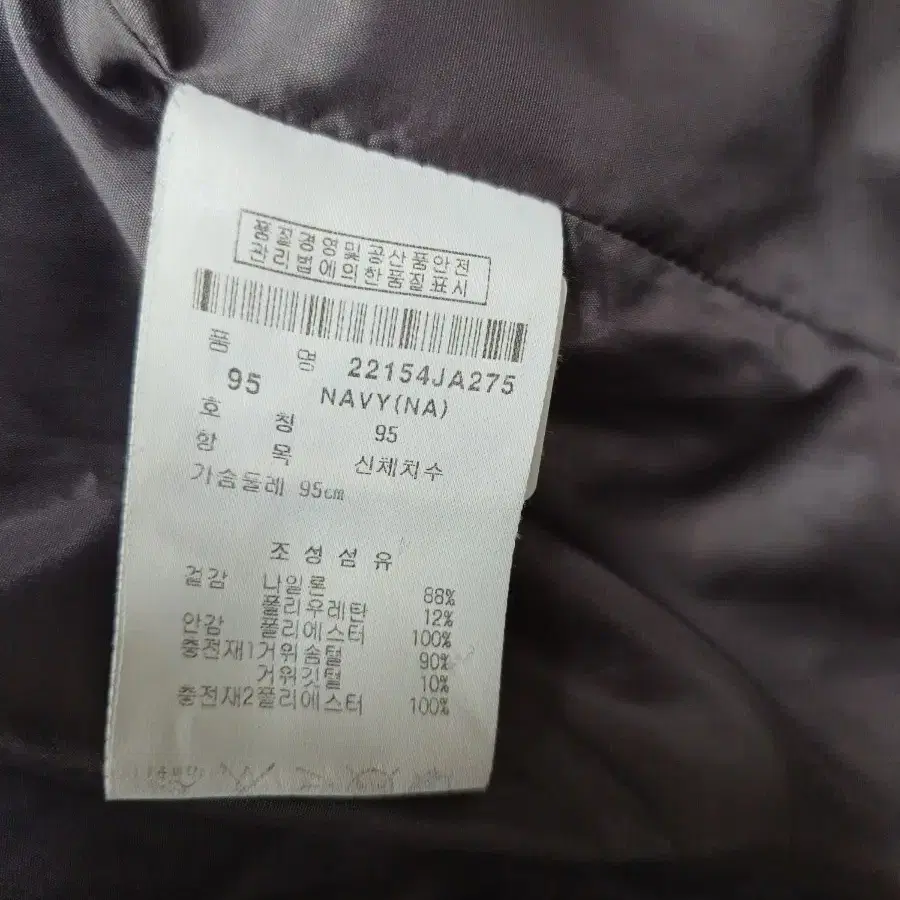 품질경영및공산품안전
관리법에의한품질표시
품 명 22154JA275
95 NAVY(NA)
호 칭 95
항 목 신체치수
가슴둘레 95cm
조성섬유
겉감 나일론 88%
폴리우레탄 12%
안감 폴리에스터 100%
충전재1거위솜털 90%
거위깃털 10%
충전재2폴리에스터 100%